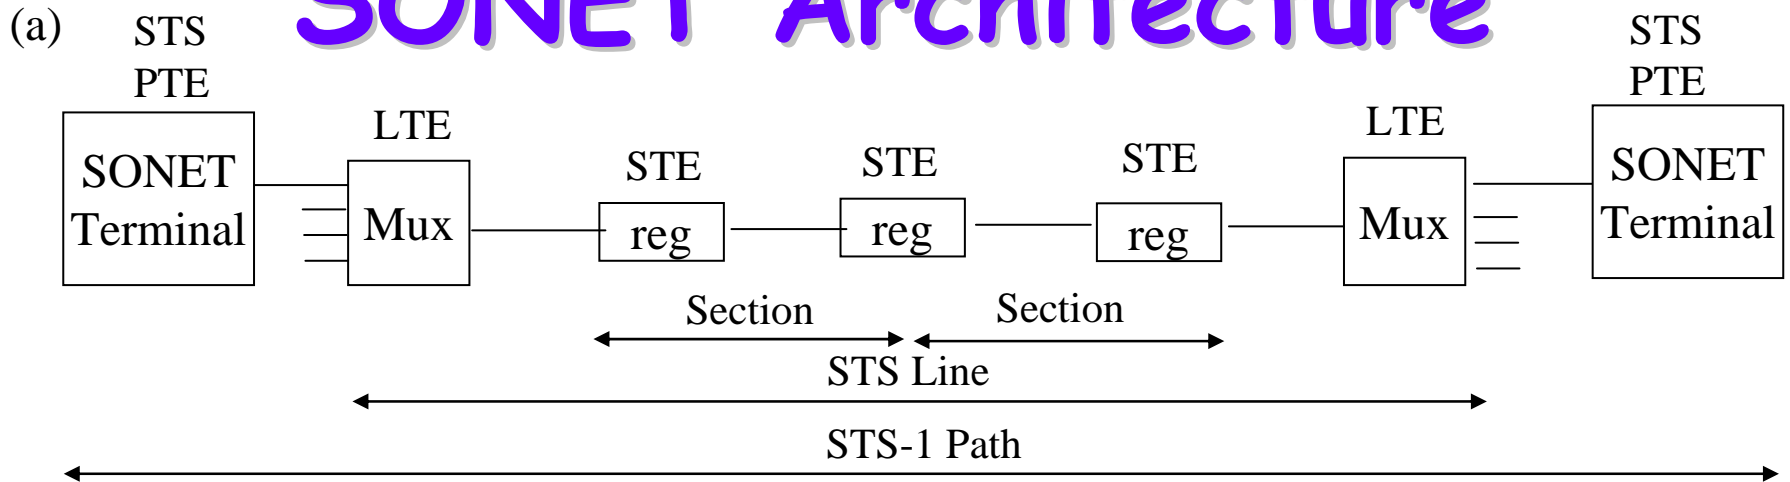 SONET Architecture
(a)
STS
PTE
SONET
Terminal
LTE
Mux
STE
reg
STE
reg
STE
reg
LTE
Mux
STS
PTE
SONET
Terminal
Section
Section
STS Line
STS-1 Path